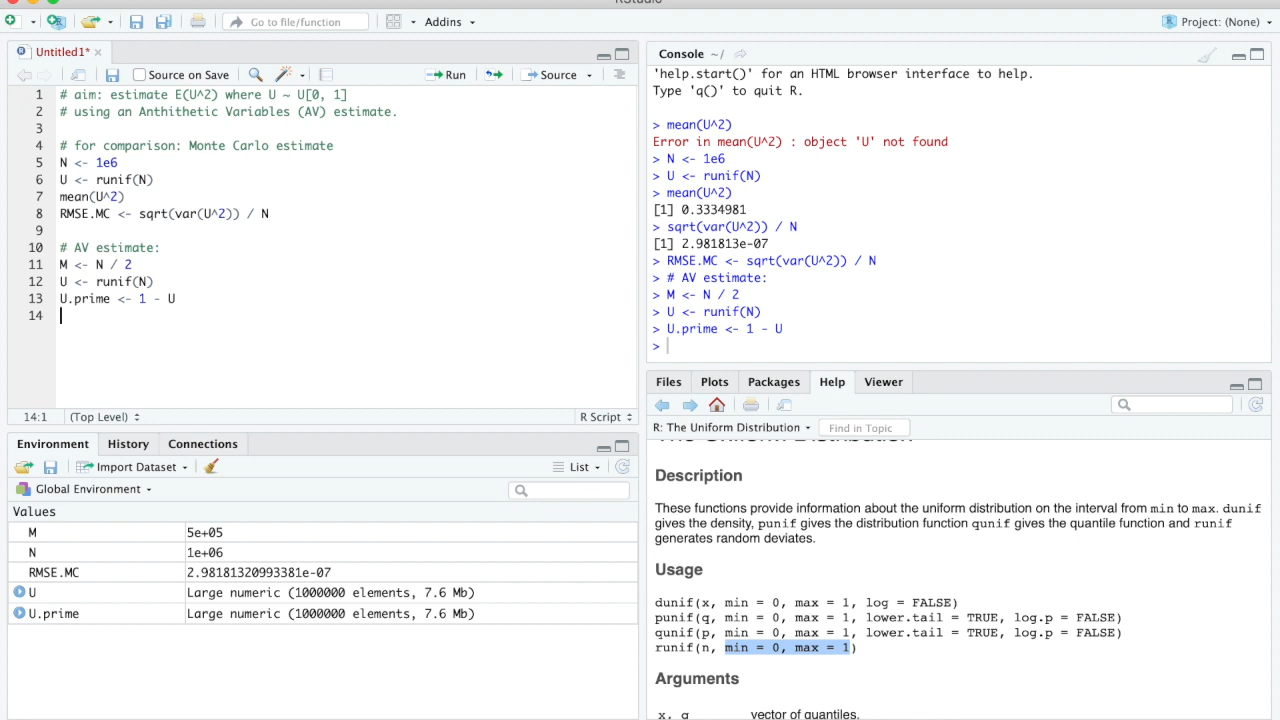 RStudio
Go to file/function
Addins
Project: (None)
Untitled1*
Source on Save
Run
Source
1 # aim: estimate E(U^2) where U ~ U[0, 1]
2 # using an Anthithetic Variables (AV) estimate.
3
4 # for comparison: Monte Carlo estimate
5 N <- 1e6
6 U <- runif(N)
7 mean(U^2)
8 RMSE.MC <- sqrt(var(U^2)) / N
9
10 # AV estimate:
11 M <- N / 2
12 U <- runif(N)
13 U.prime <- 1 - U
14
14:1 (Top Level) R Script
Environment History Connections
Import Dataset List
Global Environment
Values
M 5e+05
N 1e+06
RMSE.MC 2.98181320993381e-07
U Large numeric (1000000 elements, 7.6 Mb)
U.prime Large numeric (1000000 elements, 7.6 Mb)
Console ~/
'help.start()' for an HTML browser interface to help.
Type 'q()' to quit R.
> mean(U^2)
Error in mean(U^2) : object 'U' not found
> N <- 1e6
> U <- runif(N)
> mean(U^2)
[1] 0.3334981
> sqrt(var(U^2)) / N
[1] 2.981813e-07
> RMSE.MC <- sqrt(var(U^2)) / N
> # AV estimate:
> M <- N / 2
> U <- runif(N)
> U.prime <- 1 - U
>
Files Plots Packages Help Viewer
R: The Uniform Distribution Find in Topic
The Uniform Distribution
Description
These functions provide information about the uniform distribution on the interval from min to max. dunif
gives the density, punif gives the distribution function qunif gives the quantile function and runif
generates random deviates.
Usage
dunif(x, min = 0, max = 1, log = FALSE)
punif(q, min = 0, max = 1, lower.tail = TRUE, log.p = FALSE)
qunif(p, min = 0, max = 1, lower.tail = TRUE, log.p = FALSE)
runif(n, min = 0, max = 1)
Arguments
x, q vector of quantiles.